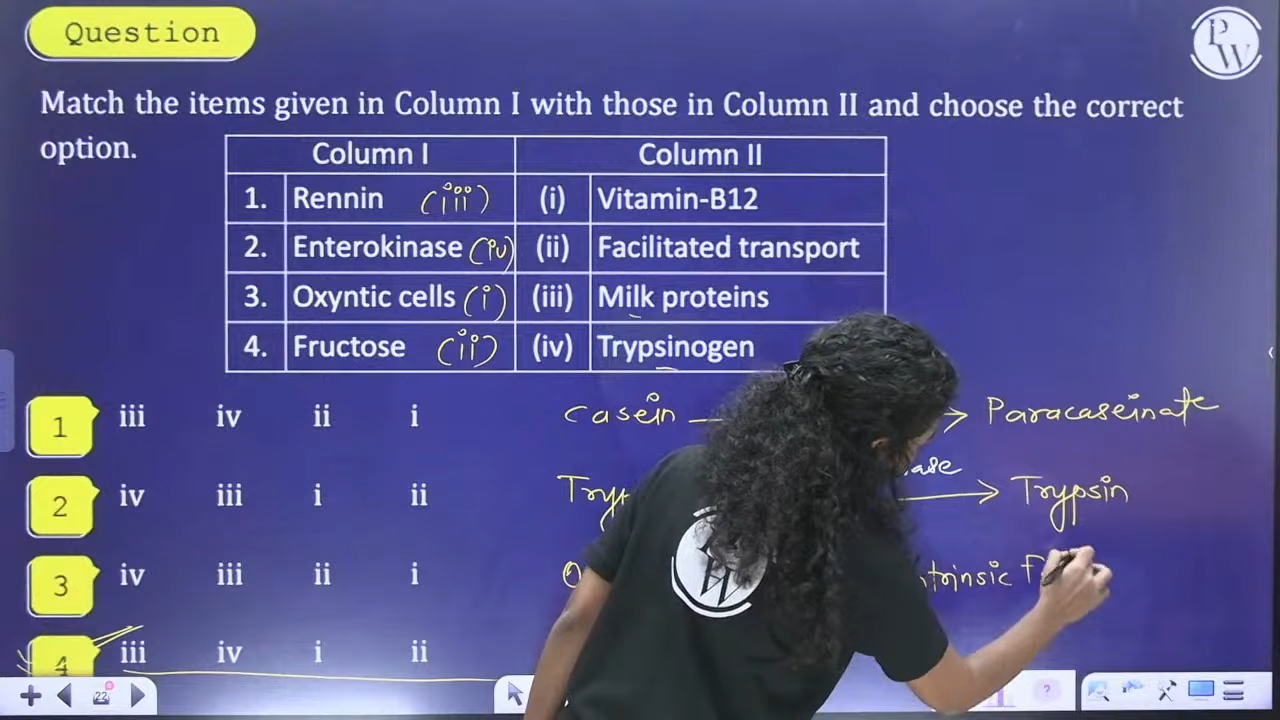 Question
PW
Match the items given in Column I with those in Column II and choose the correct
option.
Column I Column II
1. Rennin (iii) (i) Vitamin-B12
2. Enterokinase (iv) (ii) Facilitated transport
3. Oxyntic cells (i) (iii) Milk proteins
4. Fructose (ii) (iv) Trypsinogen
1 iii iv ii i
Casein → Paracaseinate
2 iv iii i ii
→ Trypsin
3 iv iii ii i
4 iii iv i ii
PW
22